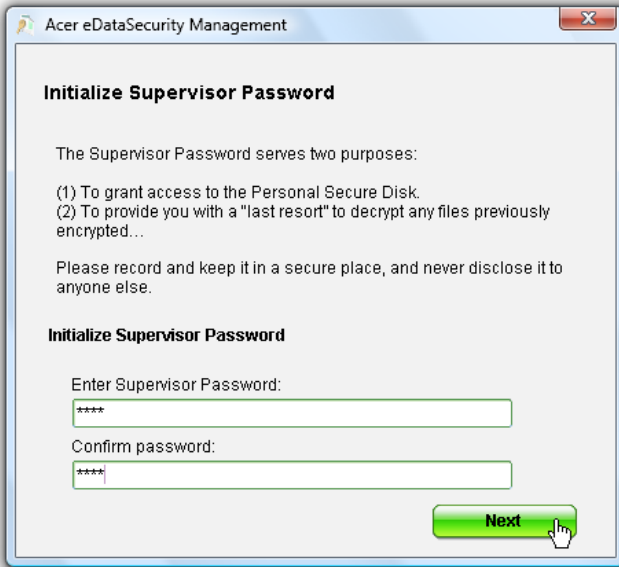 Acer eDataSecurity Management
Initialize Supervisor Password
The Supervisor Password serves two purposes:
(1) To grant access to the Personal Secure Disk.
(2) To provide you with a "last resort" to decrypt any files previously
encrypted...
Please record and keep it in a secure place, and never disclose it to
anyone else.
Initialize Supervisor Password
Enter Supervisor Password:
****
Confirm password:
****
Next